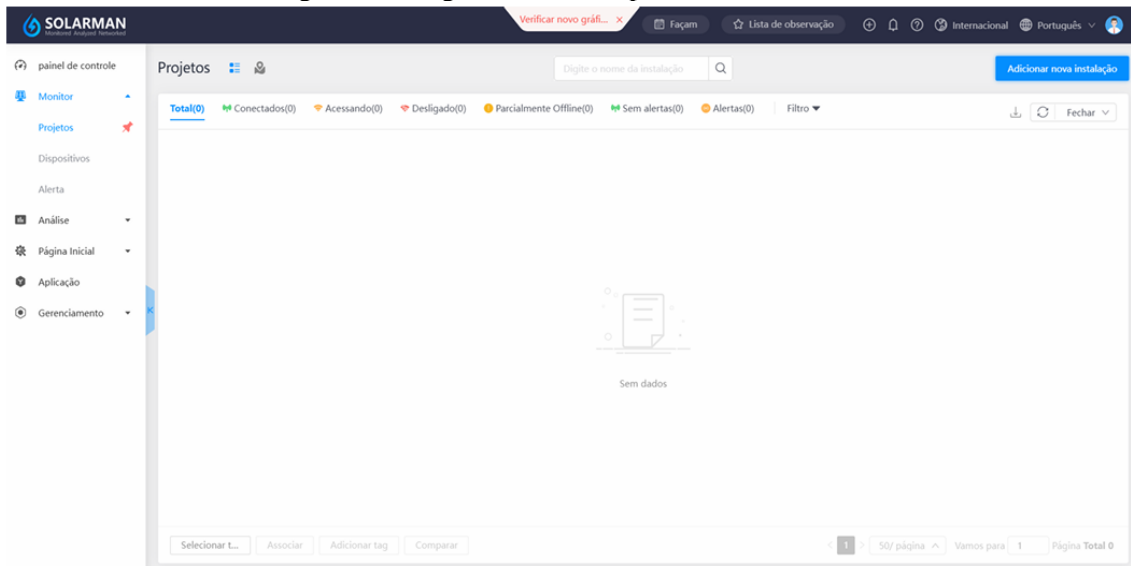 SOLARMAN
Monitored Analyzed Networked
Verificar novo gráfi... ×
Façam
Lista de observação
Internacional
Português
painel de controle
Monitor
Projetos
Dispositivos
Alerta
Análise
Página Inicial
Aplicação
Gerenciamento
Projetos
Digite o nome da instalação
Adicionar nova instalação
Total(0) Conectados(0) Acessando(0) Desligado(0) Parcialmente Offline(0) Sem alertas(0) Alertas(0) Filtro
Fechar
Sem dados
Selecionar t... Associar Adicionar tag Comparar
< 1 > 50/ página Vamos para 1 Página Total 0